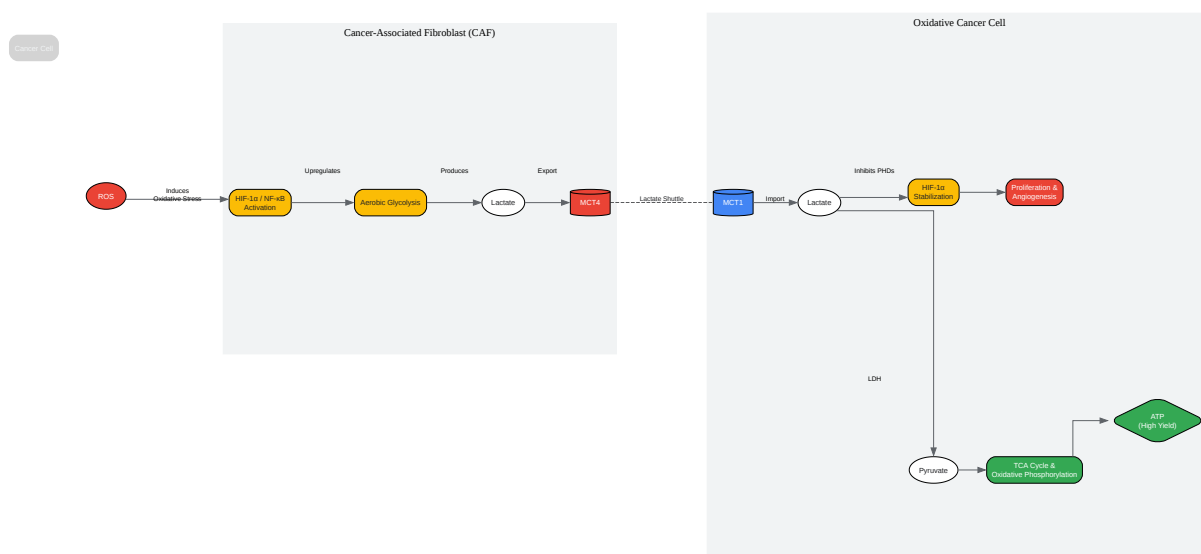 Cancer Cell
Cancer-Associated Fibroblast (CAF)
Oxidative Cancer Cell
ROS
Induces
Oxidative Stress
HIF-1α / NF-κB
Activation
Upregulates
Aerobic Glycolysis
Produces
Lactate
Export
MCT4
Lactate Shuttle
MCT1
Import
Lactate
Inhibits PHDs
HIF-1α
Stabilization
Proliferation &
Angiogenesis
LDH
Pyruvate
TCA Cycle &
Oxidative Phosphorylation
ATP
(High Yield)